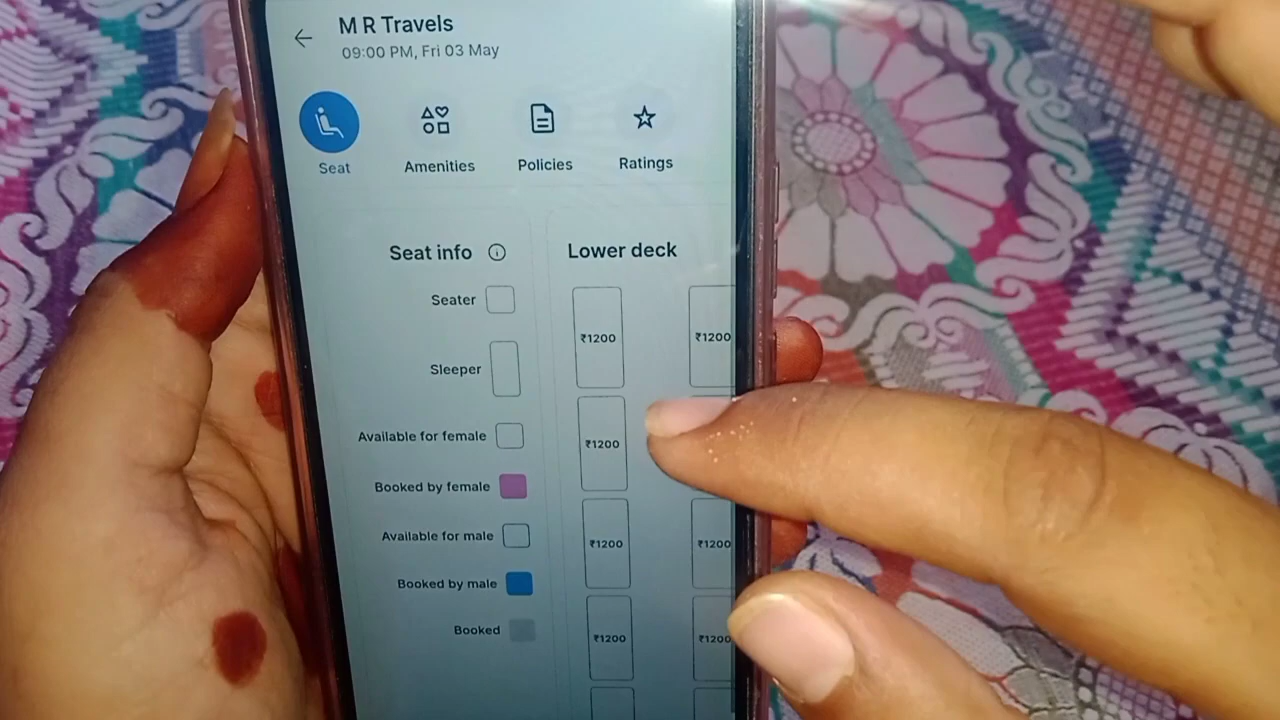 M R Travels
09:00 PM, Fri 03 May
Seat
Amenities
Policies
Ratings
Seat info
Lower deck
Seater
Sleeper
Available for female
Booked by female
Available for male
Booked by male
Booked
₹1200
₹1200
₹1200
₹1200
₹1200
₹1200
₹1200